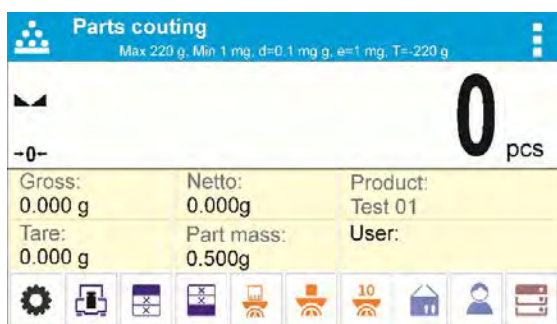 Parts couting
Max 220 g, Min 1 mg, d=0.1 mg g, e=1 mg, T=-220 g
→0←
0 pcs
Gross: Netto: Product:
0.000 g 0.000g Test 01
Tare: Part mass: User:
0.000 g 0.500g
10